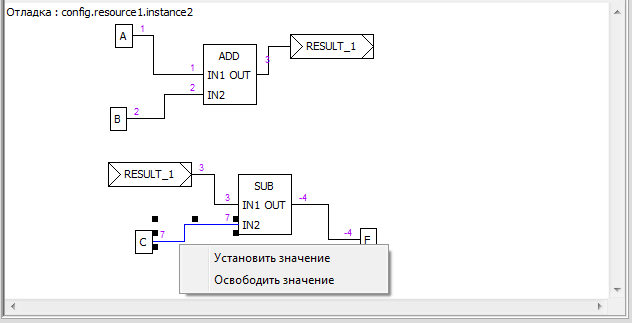 Отладка : config.resource1.instance2
A 1
1
ADD
IN1 OUT
IN2
3
RESULT_1
2
B 2
RESULT_1 3
3
SUB
IN1 OUT
IN2
-4
7
C 7
-4
F
Установить значение
Освободить значение